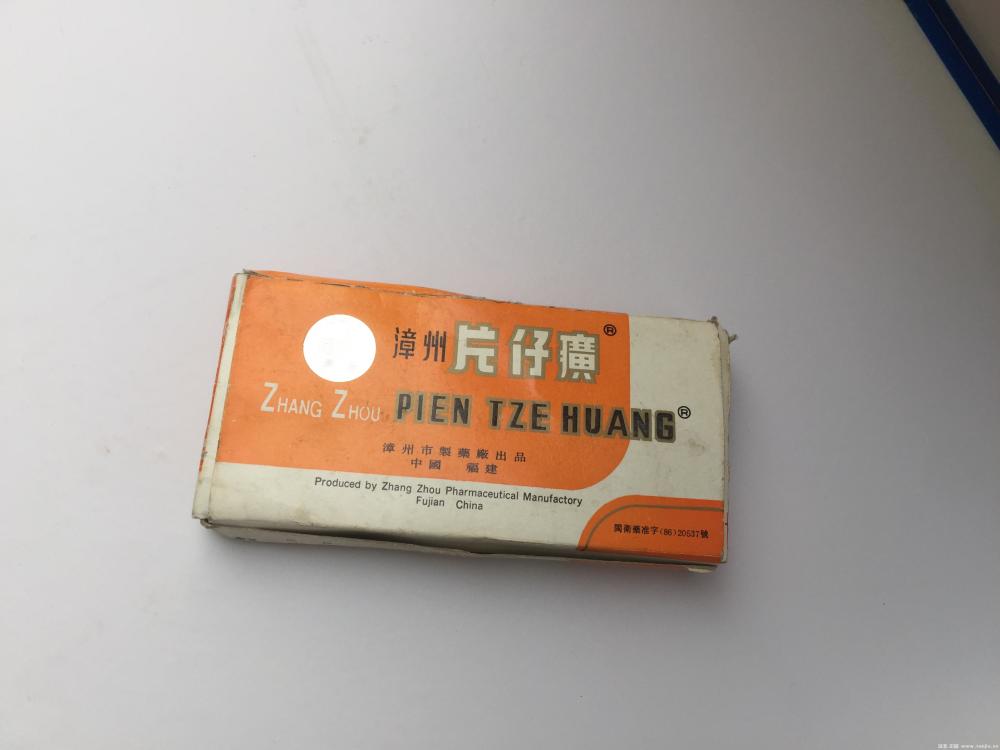 漳州 片仔癀®
ZHANG ZHOU PIEN TZE HUANG®
漳州市製藥廠出品
中國 福建
Produced by Zhang Zhou Pharmaceutical Manufactory
Fujian China
閩衛藥准字(86)20537號